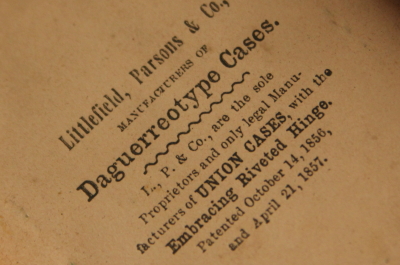 Littlefield, Parsons & Co.,
MANUFACTURERS OF
Daguerreotype Cases.
L., P. & Co., are the sole
Proprietors and only legal Manu-
facturers of UNION CASES, with the
Embracing Riveted Hinge.
Patented October 14, 1856,
and April 21, 1857.